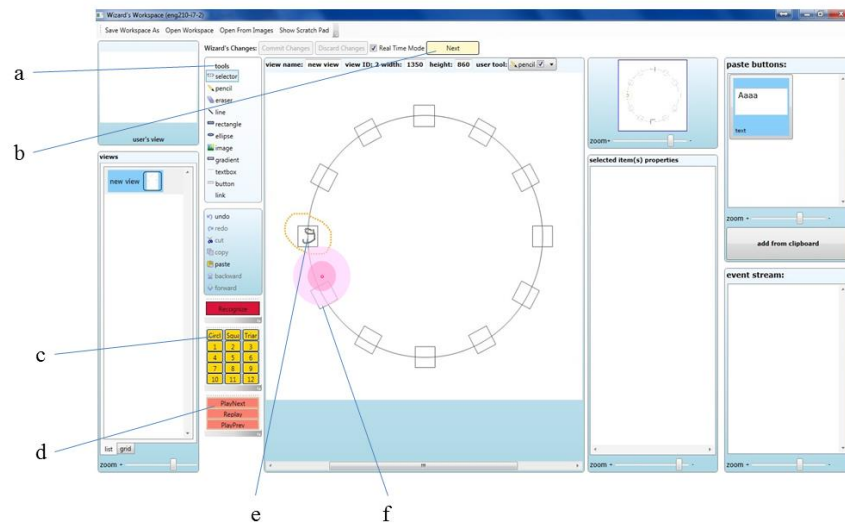 Wizard's Workspace (eng210-i7-2)
Save Workspace As Open Workspace Open From Images Show Scratch Pad
Wizard's Changes: Commit Changes Discard Changes Real Time Mode Next
a
tools
view name: new view view ID: 2 width: 1350 height: 860 user tool: pencil
paste buttons:
selector
pencil
eraser
line
rectangle
ellipse
image
gradient
textbox
button
link
Aaaa
text
b
user's view
zoom + -
views
new view
selected item(s) properties
undo
redo
cut
copy
paste
backward
forward
zoom + -
add from clipboard
event stream:
Recognize
c
Circl Squa Trian
1 2 3
4 5 6
7 8 9
10 11 12
d
PlayNext
Replay
PlayPrev
list grid
zoom + -
zoom + -
zoom + -
e
f